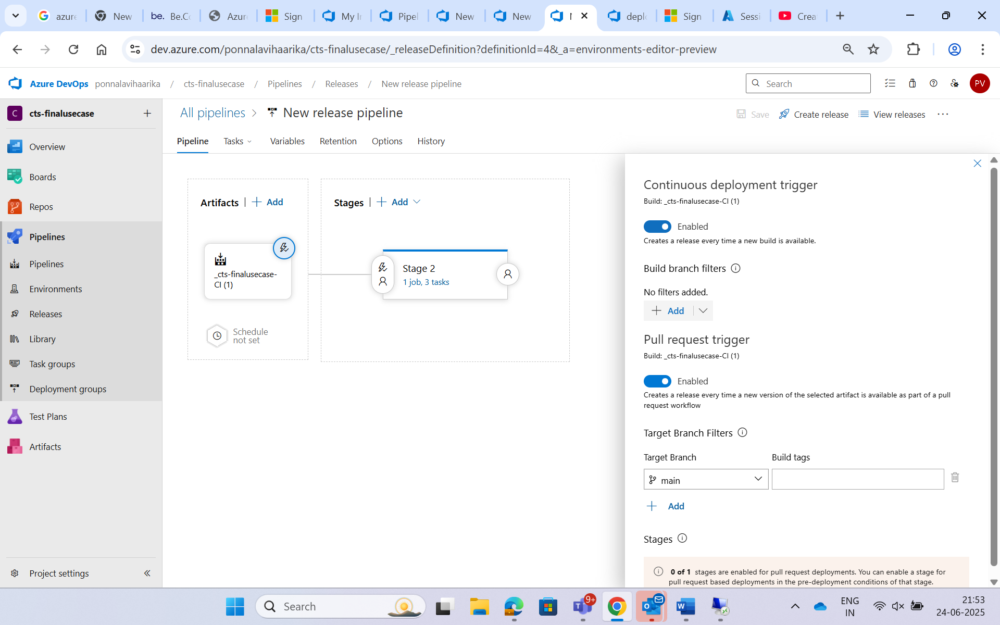 azure
New
be. Be.Co
Azur
Sign
My In
Pipel
New
New
depl
Sign
Sessi
Crea
dev.azure.com/ponnalavihaarika/cts-finalusecase/_releaseDefinition?definitionId=4&_a=environments-editor-preview
Azure DevOps ponnalavihaarika / cts-finalusecase / Pipelines / Releases / New release pipeline
Search
PV
C cts-finalusecase
Overview
Boards
Repos
Pipelines
Pipelines
Environments
Releases
Library
Task groups
Deployment groups
Test Plans
Artifacts
Project settings
All pipelines > New release pipeline
Save Create release View releases ...
Pipeline Tasks Variables Retention Options History
Artifacts | + Add
_cts-finalusecase-
CI (1)
Schedule
not set
Stages | + Add
Stage 2
1 job, 3 tasks
Continuous deployment trigger
Build: _cts-finalusecase-CI (1)
Enabled
Creates a release every time a new build is available.
Build branch filters
No filters added.
+ Add
Pull request trigger
Build: _cts-finalusecase-CI (1)
Enabled
Creates a release every time a new version of the selected artifact is available as part of a pull
request workflow
Target Branch Filters
Target Branch Build tags
main
+ Add
Stages
0 of 1 stages are enabled for pull request deployments. You can enable a stage for
pull request based deployments in the pre-deployment conditions of that stage.
Search
9+
ENG
IN
21:53
24-06-2025